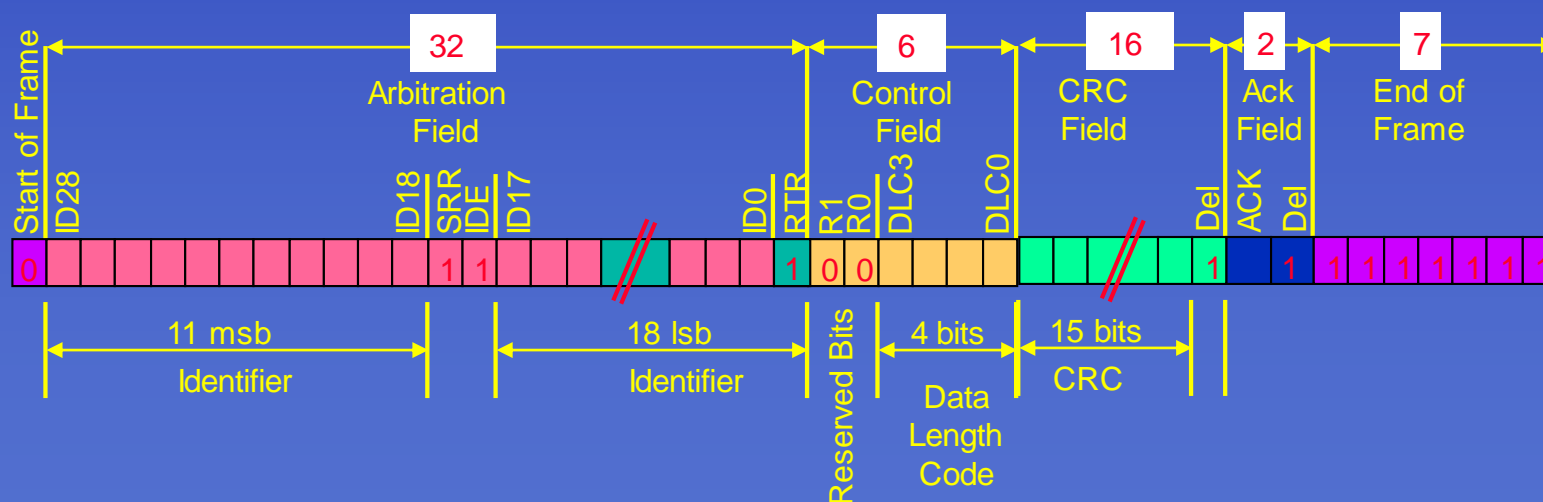 32
6
16
2
7
Arbitration
Field
Control
Field
CRC
Field
Ack
Field
End of
Frame
Start of Frame
ID28
ID18
SRR
IDE
ID17
ID0
RTR
R1
R0
DLC3
DLC0
Del
ACK
Del
0
1
1
1
0
0
1
1
1
1
1
1
1
1
1
11 msb
Identifier
18 lsb
Identifier
Reserved Bits
4 bits
Data
Length
Code
15 bits
CRC